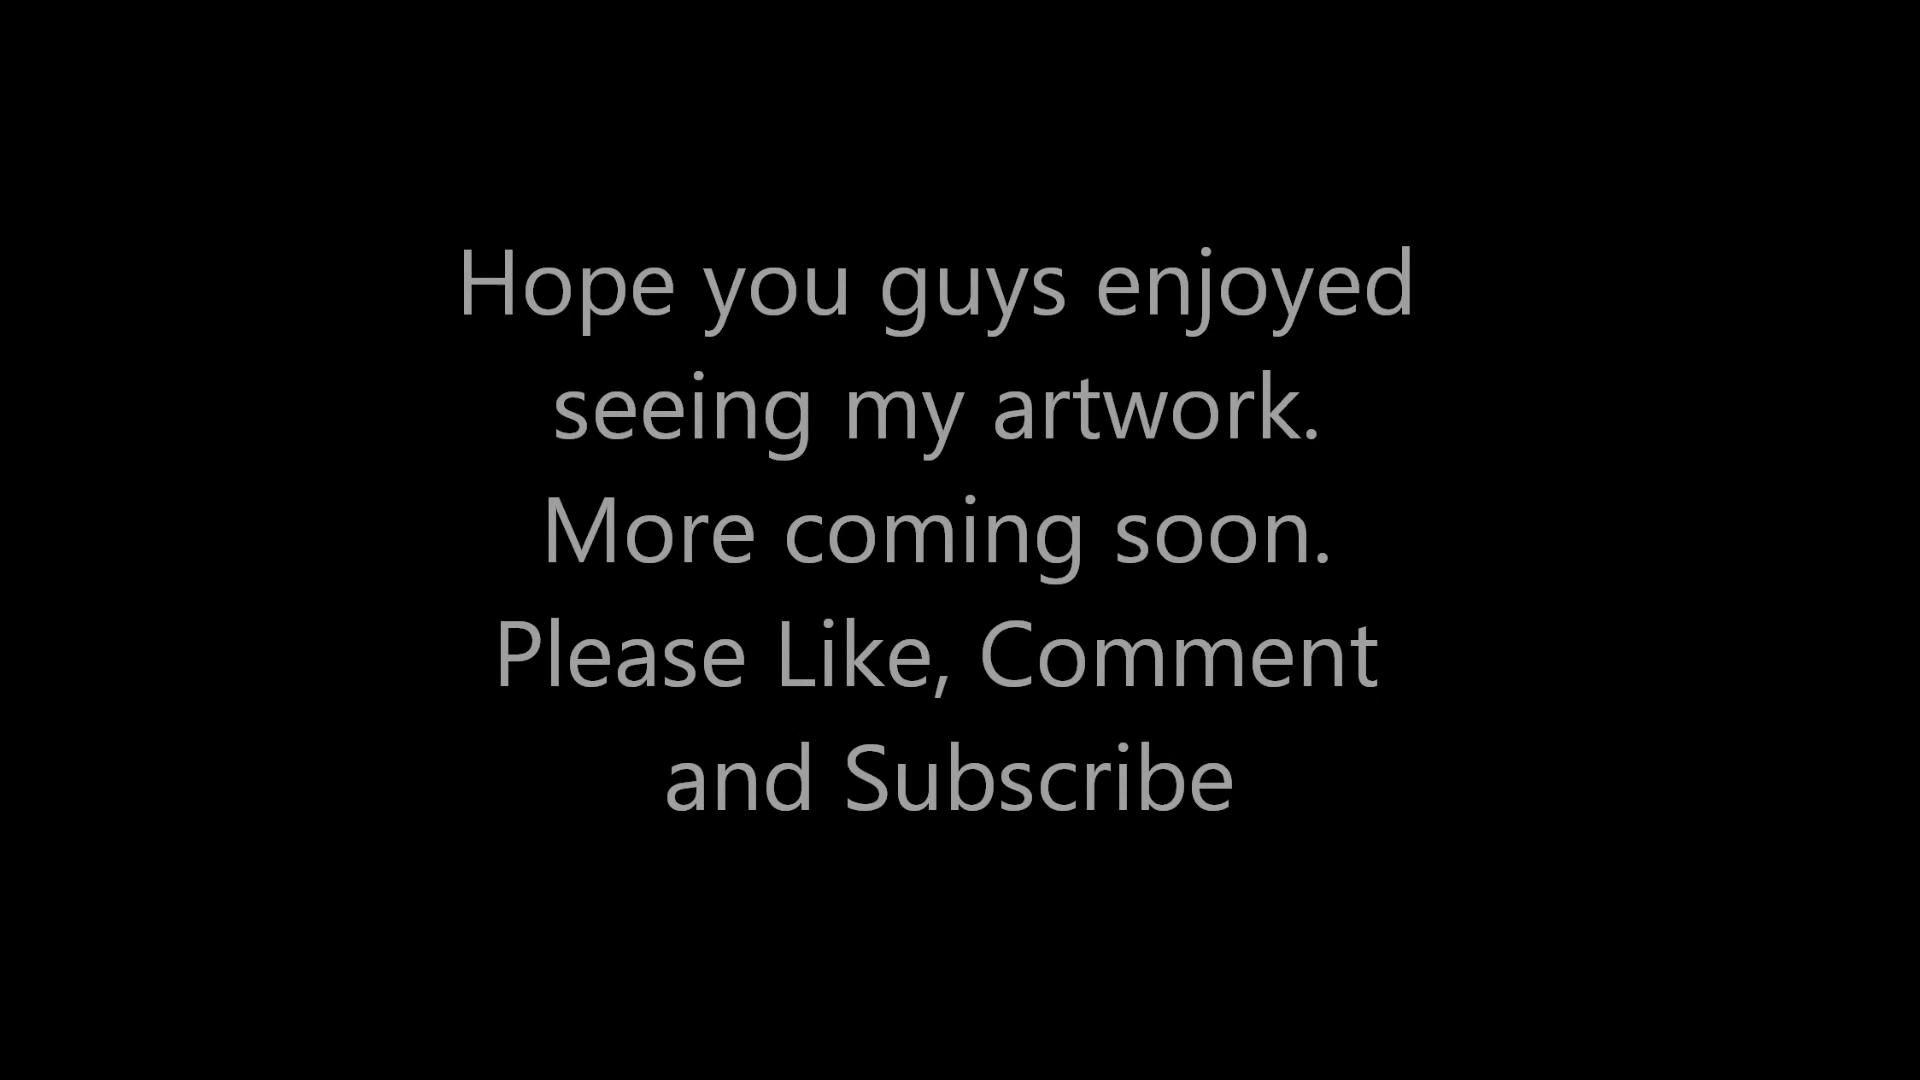 Hope you guys enjoyed
seeing my artwork.
More coming soon.
Please Like, Comment
and Subscribe